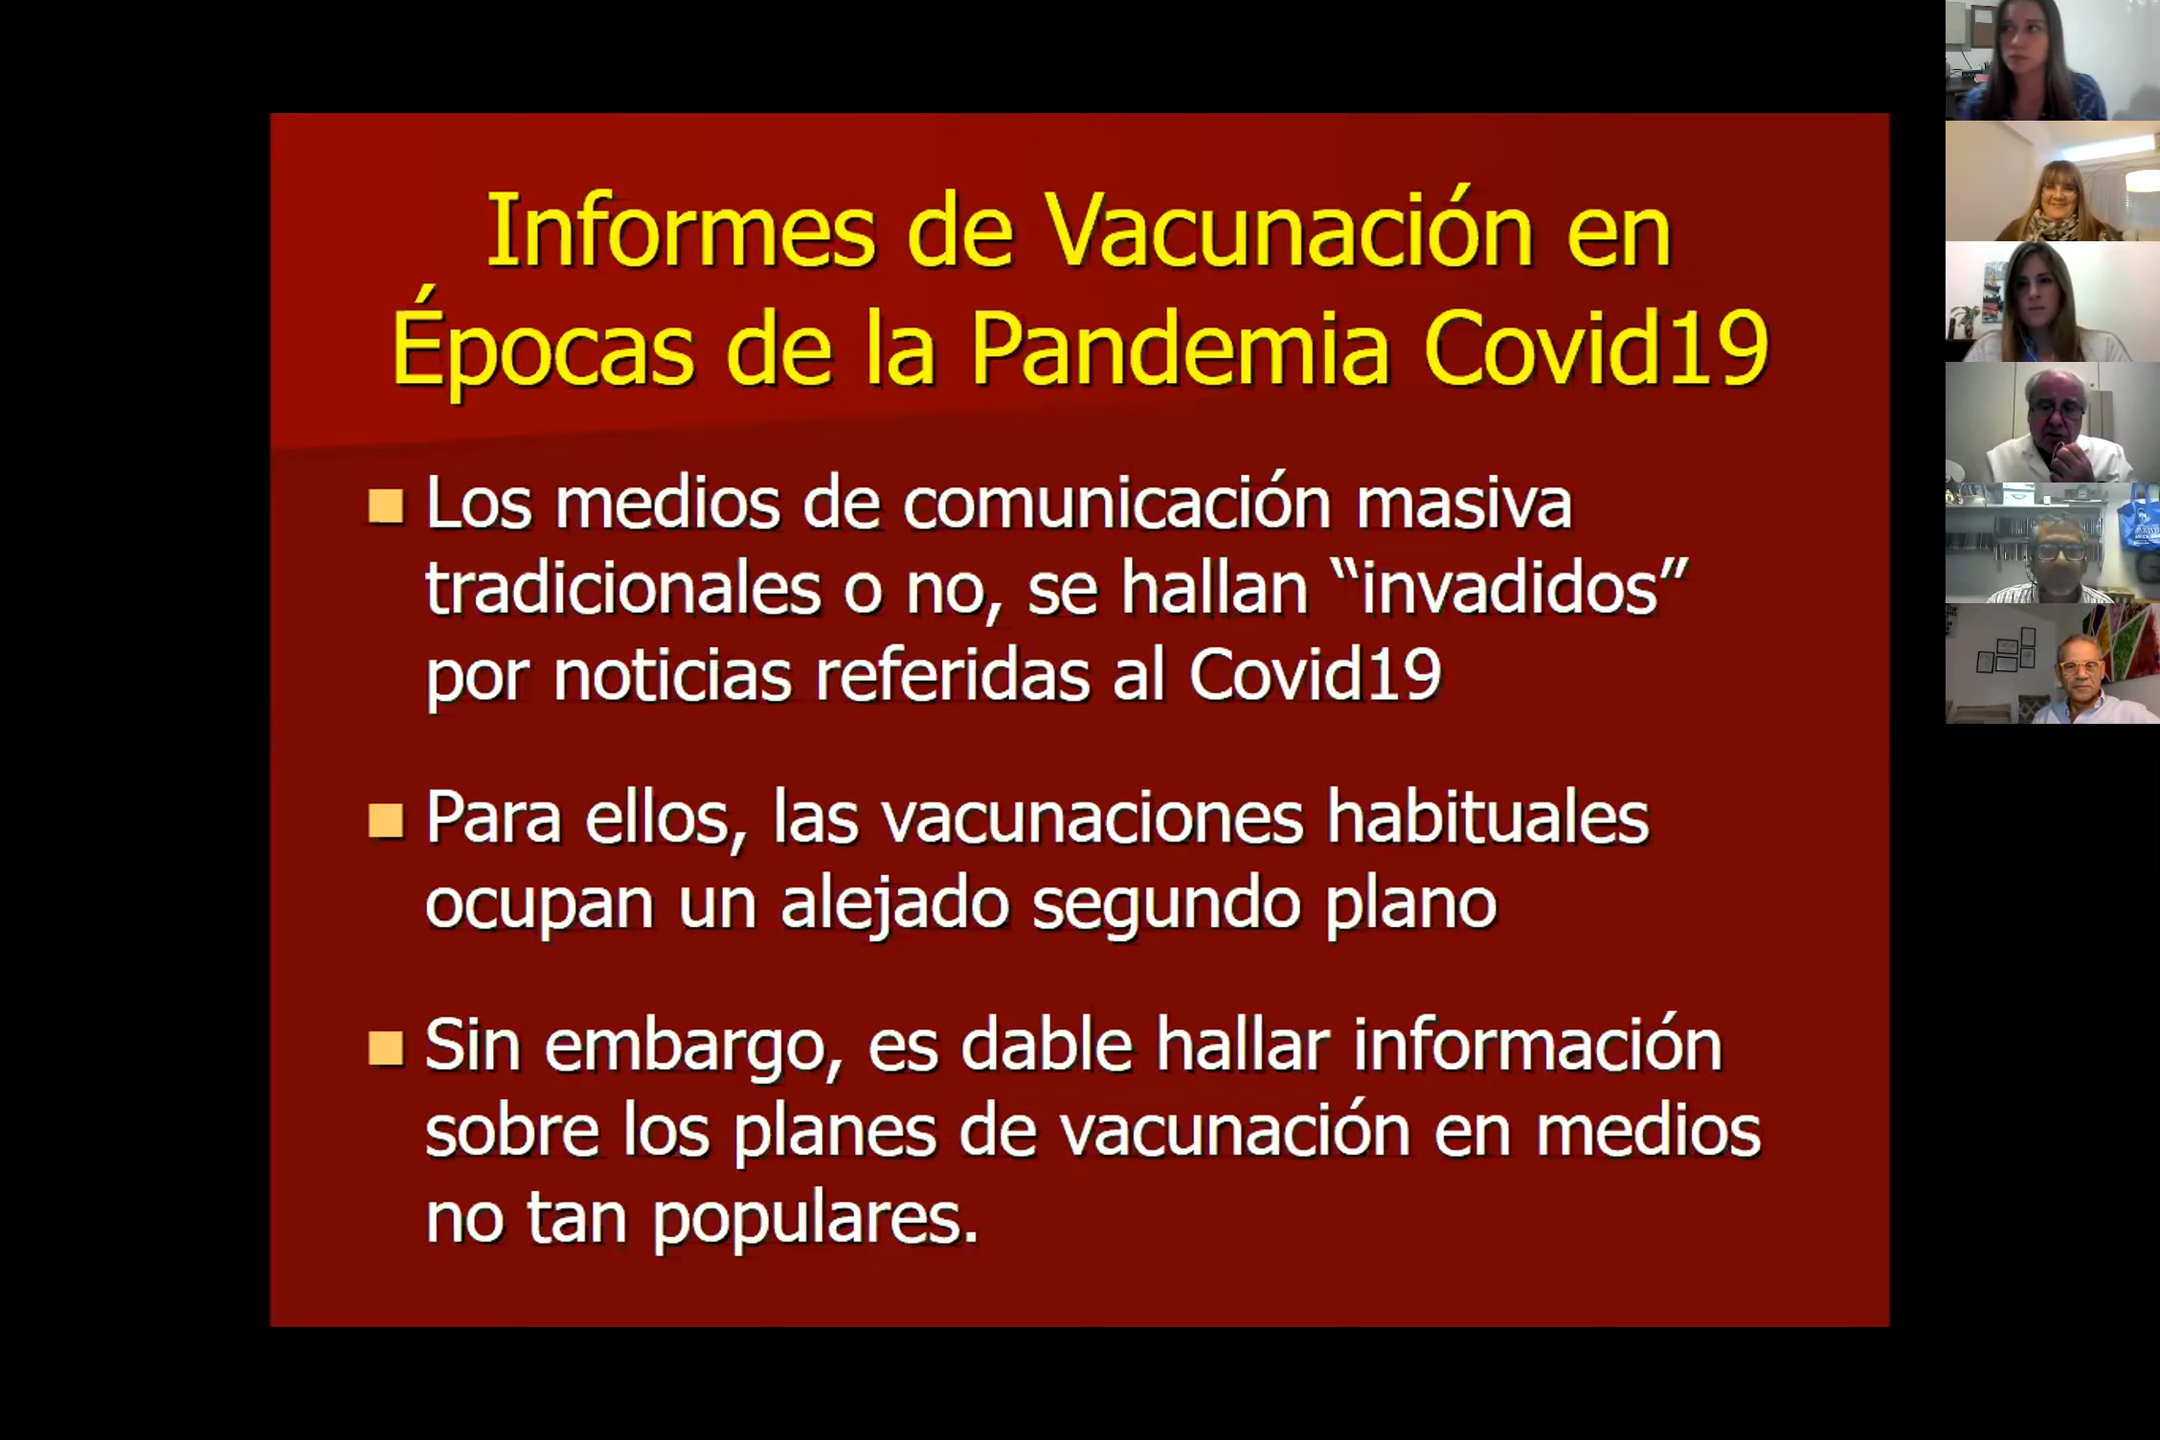 Informes de Vacunación en
Épocas de la Pandemia Covid19
Los medios de comunicación masiva
tradicionales o no, se hallan “invadidos”
por noticias referidas al Covid19
Para ellos, las vacunaciones habituales
ocupan un alejado segundo plano
Sin embargo, es dable hallar información
sobre los planes de vacunación en medios
no tan populares.